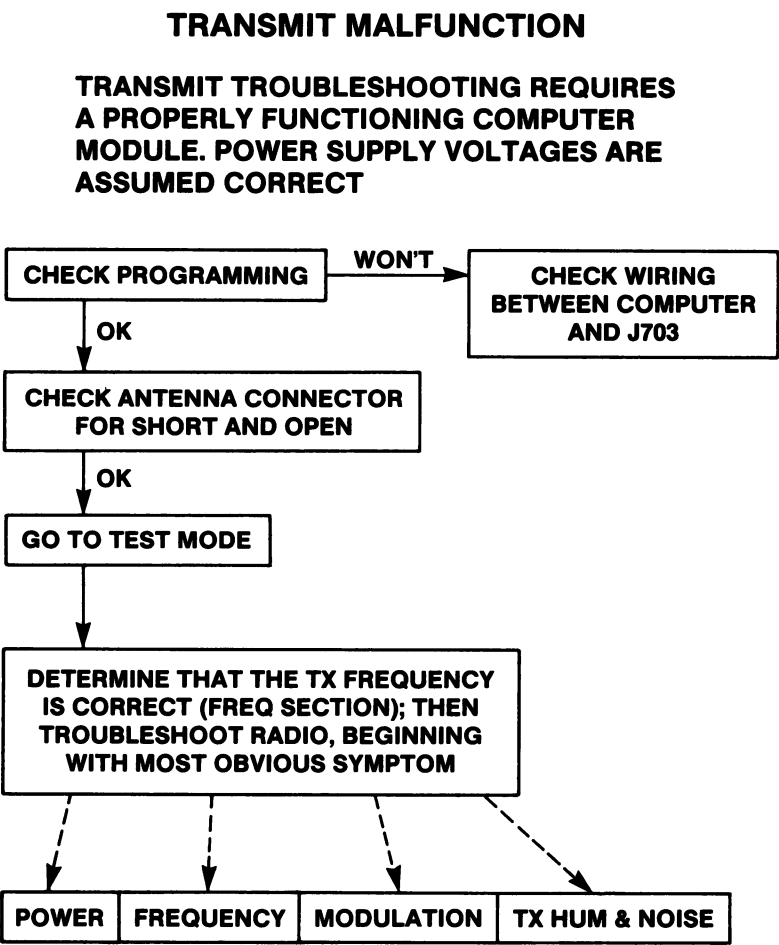 TRANSMIT MALFUNCTION
TRANSMIT TROUBLESHOOTING REQUIRES
A PROPERLY FUNCTIONING COMPUTER
MODULE. POWER SUPPLY VOLTAGES ARE
ASSUMED CORRECT
CHECK PROGRAMMING
WON'T
CHECK WIRING
BETWEEN COMPUTER
AND J703
OK
CHECK ANTENNA CONNECTOR
FOR SHORT AND OPEN
OK
GO TO TEST MODE
DETERMINE THAT THE TX FREQUENCY
IS CORRECT (FREQ SECTION); THEN
TROUBLESHOOT RADIO, BEGINNING
WITH MOST OBVIOUS SYMPTOM
POWER
FREQUENCY
MODULATION
TX HUM & NOISE